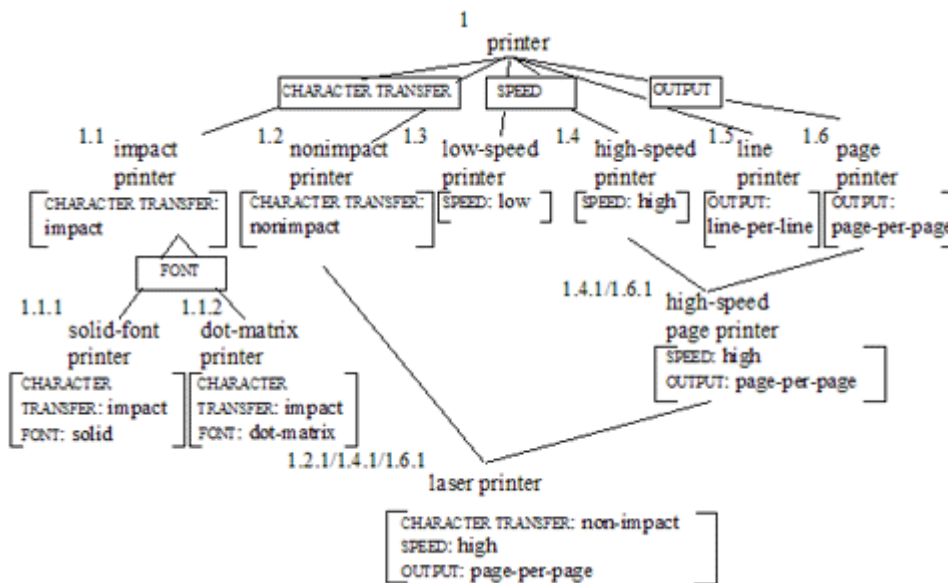 1
printer
CHARACTER TRANSFER
SPEED
OUTPUT
1.1
impact
printer
CHARACTER TRANSFER:
impact
1.2
nonimpact
printer
CHARACTER TRANSFER:
nonimpact
1.3
low-speed
printer
SPEED: low
1.4
high-speed
printer
SPEED: high
1.5
line
printer
OUTPUT:
line-per-line
1.6
page
printer
OUTPUT:
page-per-page
FONT
1.1.1
solid-font
printer
CHARACTER
TRANSFER: impact
FONT: solid
1.1.2
dot-matrix
printer
CHARACTER
TRANSFER: impact
FONT: dot-matrix
1.4.1/1.6.1
high-speed
page printer
SPEED: high
OUTPUT: page-per-page
1.2.1/1.4.1/1.6.1
laser printer
CHARACTER TRANSFER: non-impact
SPEED: high
OUTPUT: page-per-page